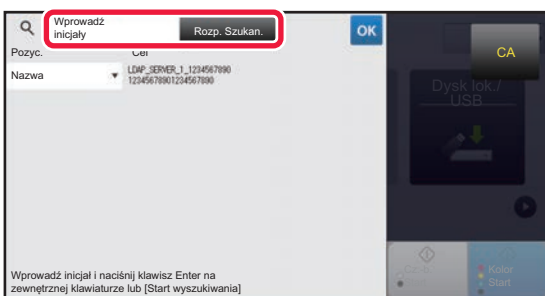 Wprowadź
inicjały
Rozp. Szukan.
OK
CA
Pozyc.
Cel
Nazwa
LDAP_SERVER_1_1234567890
12345678901234567890
Dysk lok./
USB
Wprowadź inicjał i naciśnij klawisz Enter na
zewnętrznej klawiaturze lub [Start wyszukiwania]
Kolor
Start